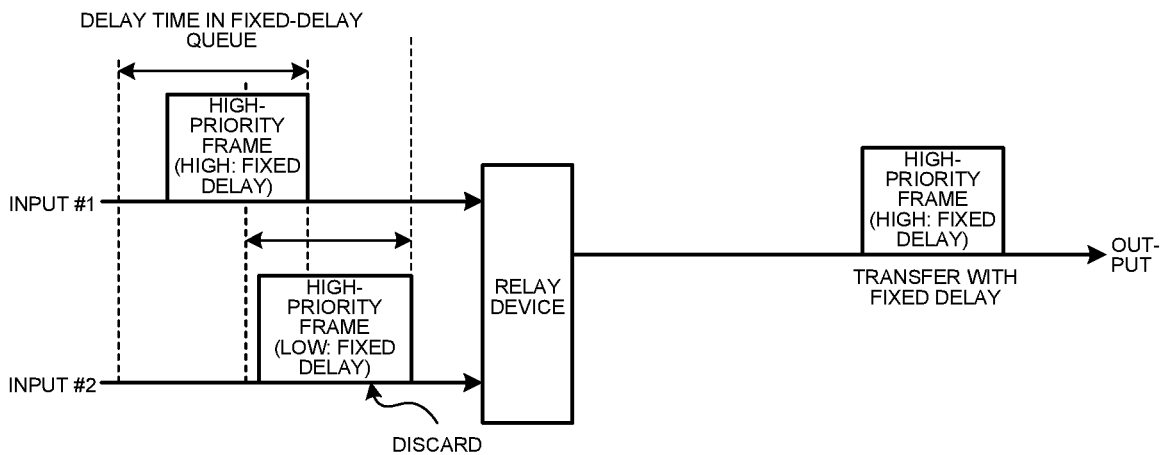 DELAY TIME IN FIXED-DELAY
QUEUE
HIGH-
PRIORITY
FRAME
(HIGH: FIXED
DELAY)
INPUT #1
HIGH-
PRIORITY
FRAME
(LOW: FIXED
DELAY)
INPUT #2
DISCARD
RELAY
DEVICE
HIGH-
PRIORITY
FRAME
(HIGH: FIXED
DELAY)
OUT-
PUT
TRANSFER WITH
FIXED DELAY